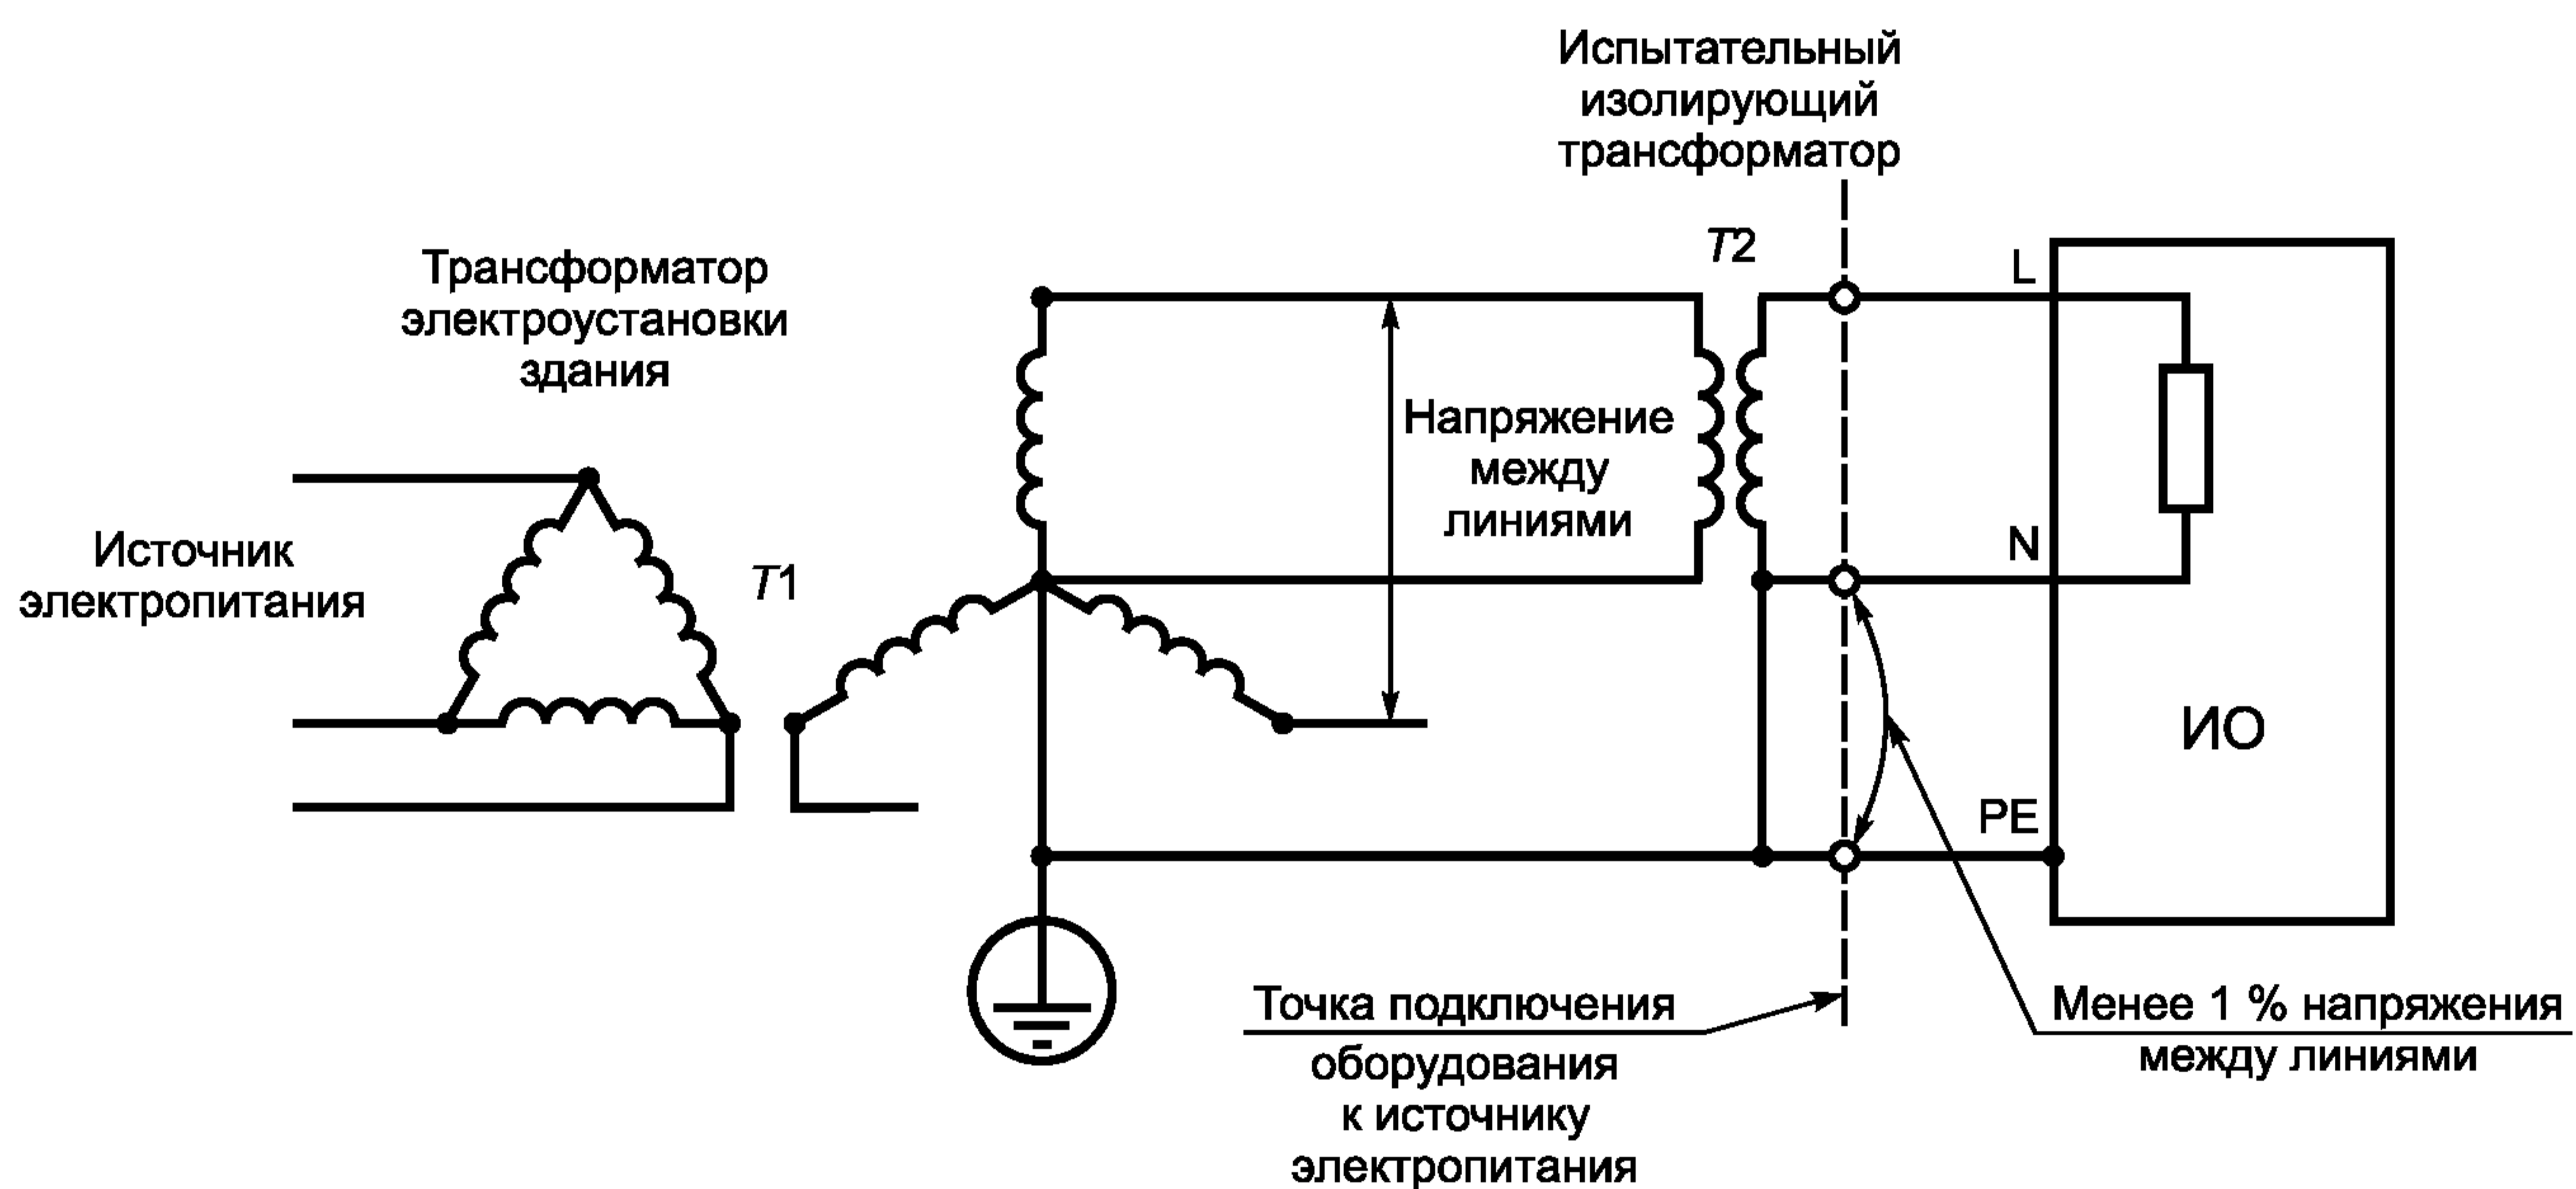 Испытательный
изолирующий
трансформатор
Трансформатор
электроустановки
здания
T2
L
Напряжение
между
линиями
Источник
электропитания
T1
N
ИО
PE
Точка подключения
оборудования
к источнику
электропитания
Менее 1 % напряжения
между линиями